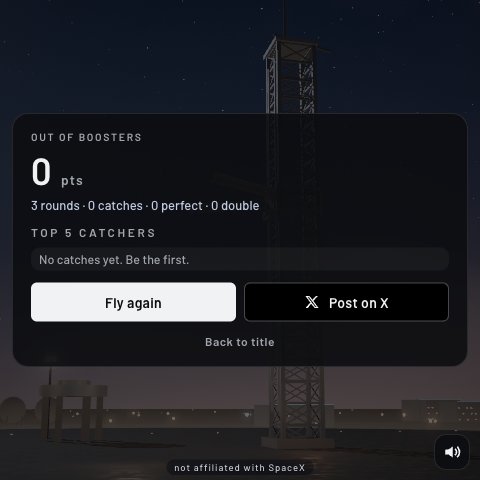 OUT OF BOOSTERS
0 pts
3 rounds · 0 catches · 0 perfect · 0 double
TOP 5 CATCHERS
No catches yet. Be the first.
Fly again
Post on X
Back to title
not affiliated with SpaceX